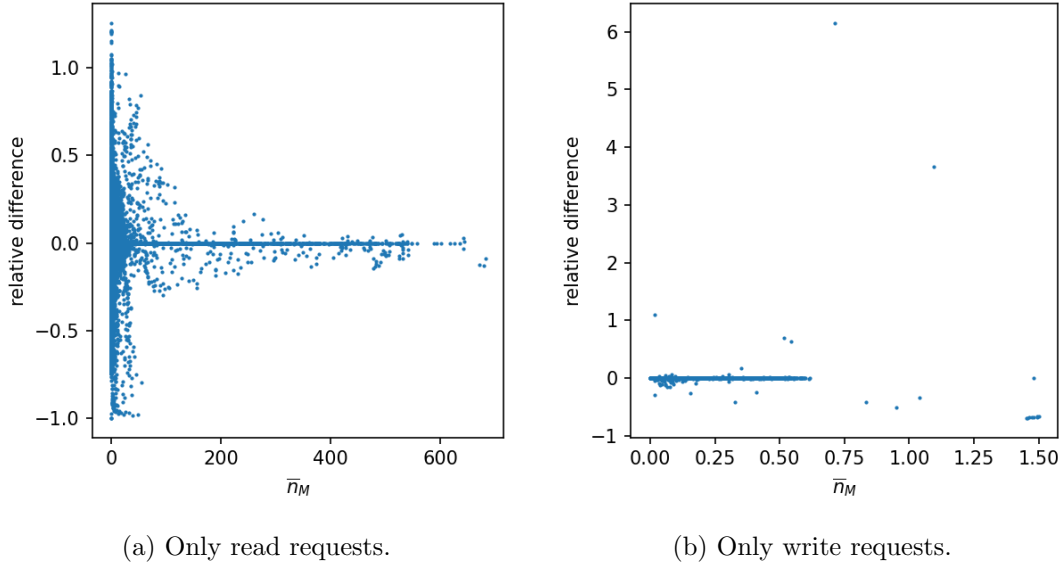 1.0
0.5
0.0
−0.5
−1.0
relative difference
0 200 400 600
n̅_M
(a) Only read requests.
6
5
4
3
2
1
0
−1
relative difference
0.00 0.25 0.50 0.75 1.00 1.25 1.50
n̅_M
(b) Only write requests.